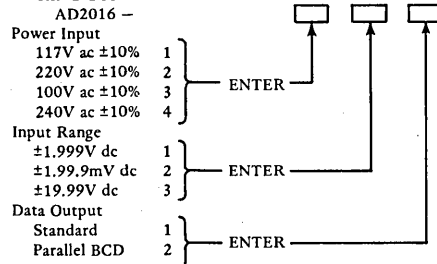 AD2016 –
Power Input
117V ac ±10% 1
220V ac ±10% 2
100V ac ±10% 3
240V ac ±10% 4
ENTER
Input Range
±1.999V dc 1
±1.99.9mV dc 2
±19.99V dc 3
ENTER
Data Output
Standard 1
Parallel BCD 2
ENTER